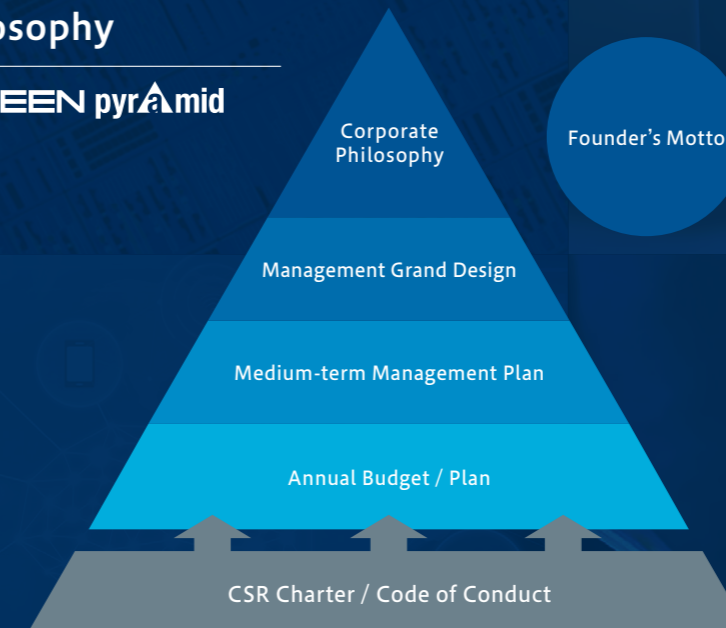 osophy
EEN pyramid
Corporate
Philosophy
Founder's Motto
Management Grand Design
Medium-term Management Plan
Annual Budget / Plan
CSR Charter / Code of Conduct